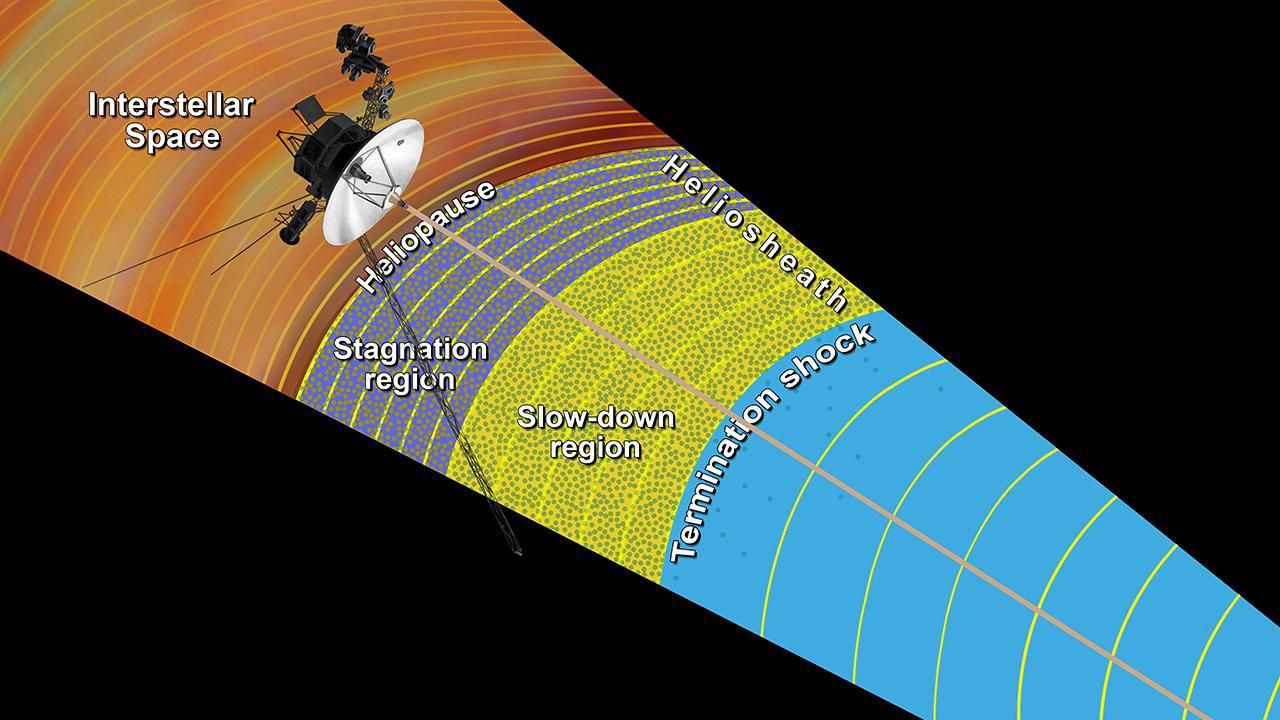 Interstellar
Space
Heliopause
Heliosheath
Stagnation
region
Slow-down
region
Termination shock